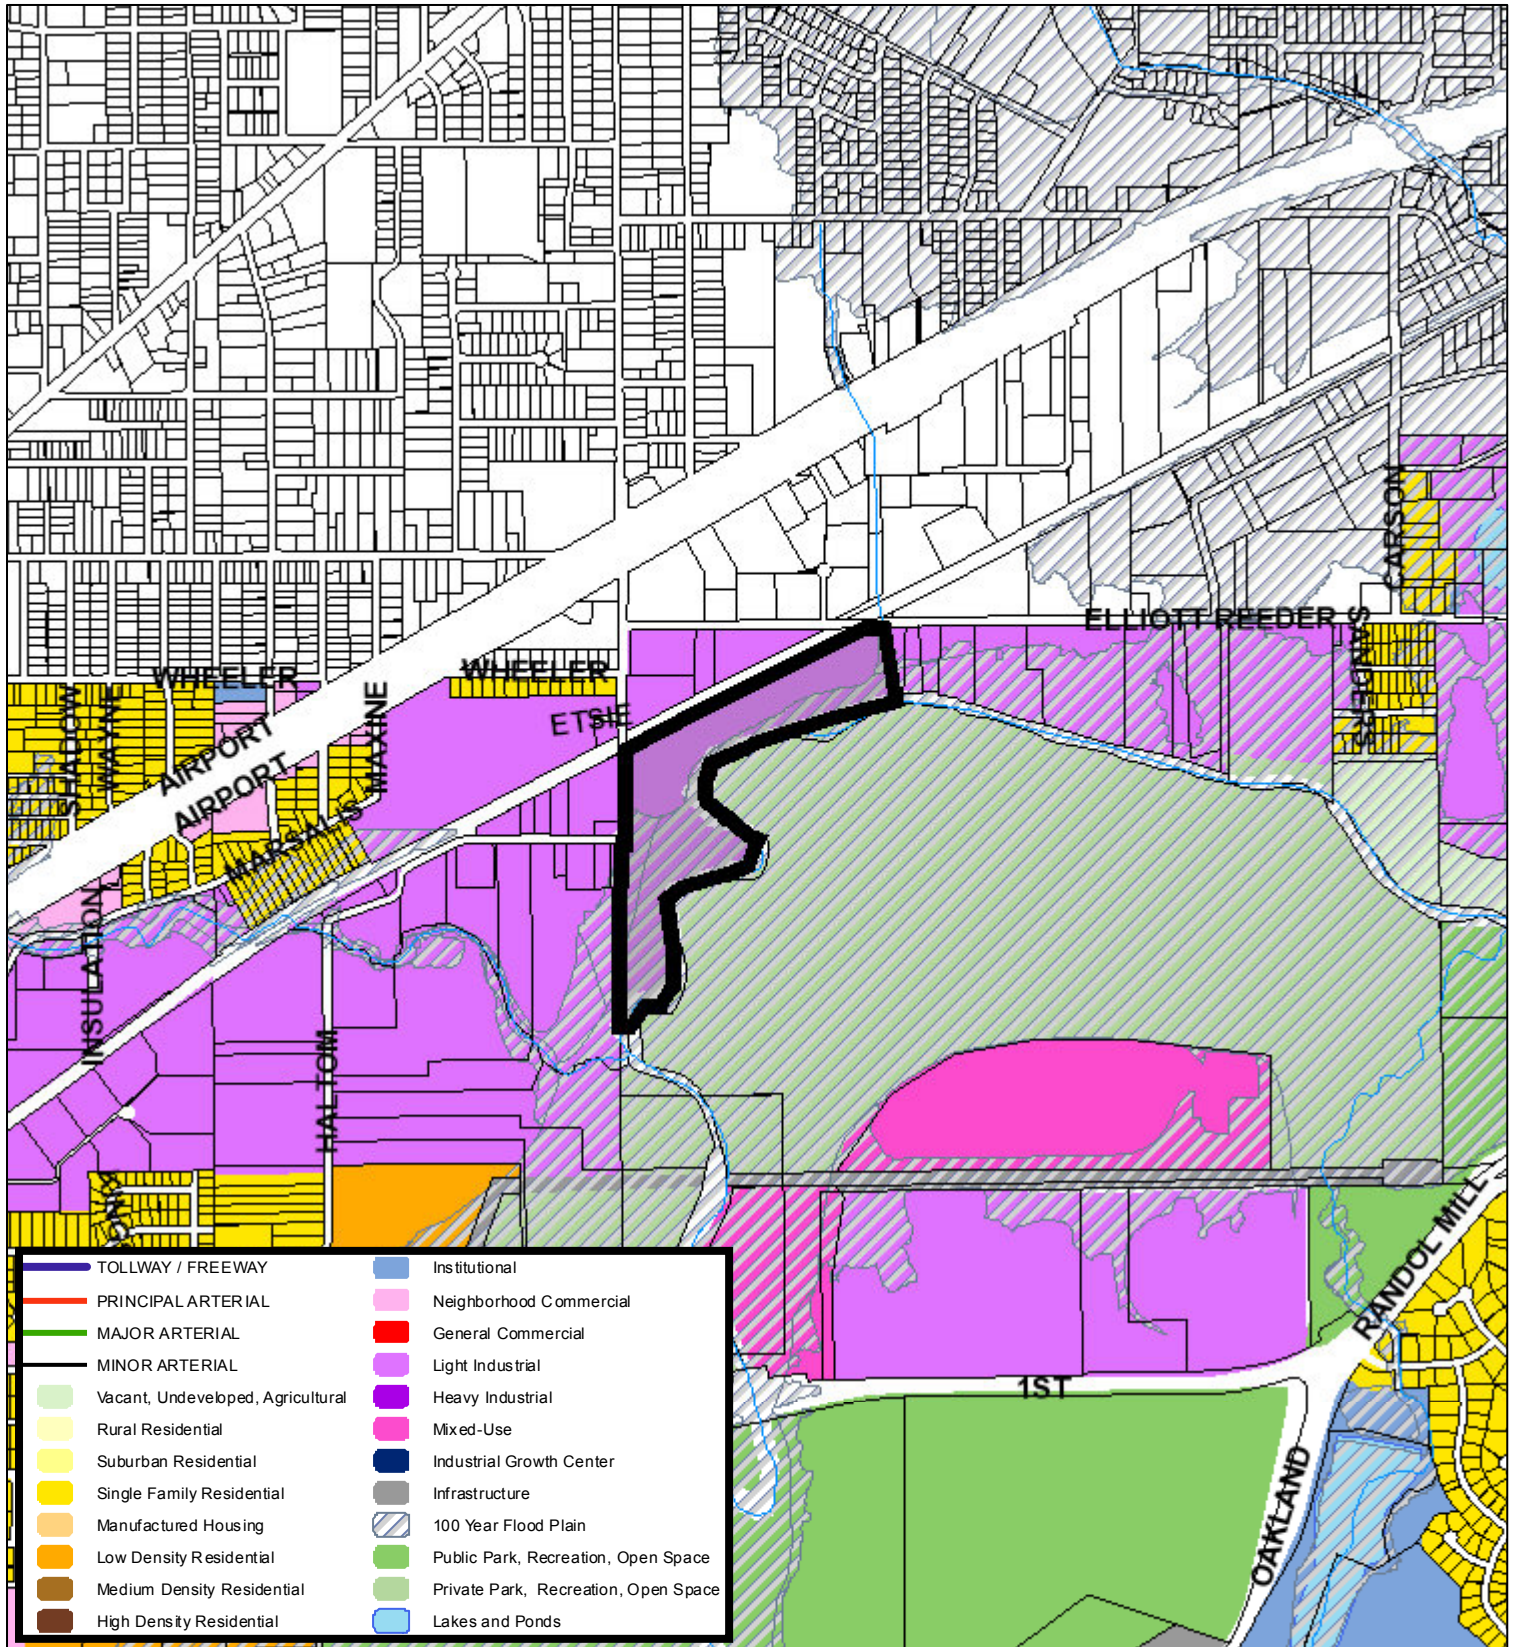 CARSON
ELLIOTT REEDER
SANDERS
WHEELER
WHEELER
SHADOW
WAYNE
MAXINE
ETSIE
AIRPORT
AIRPORT
MARSALIS
INSULATION
HALTOM
RANDOL MILL
1ST
OAKLAND
TOLLWAY / FREEWAY
PRINCIPAL ARTERIAL
MAJOR ARTERIAL
MINOR ARTERIAL
Vacant, Undeveloped, Agricultural
Rural Residential
Suburban Residential
Single Family Residential
Manufactured Housing
Low Density Residential
Medium Density Residential
High Density Residential
Institutional
Neighborhood Commercial
General Commercial
Light Industrial
Heavy Industrial
Mixed-Use
Industrial Growth Center
Infrastructure
100 Year Flood Plain
Public Park, Recreation, Open Space
Private Park, Recreation, Open Space
Lakes and Ponds